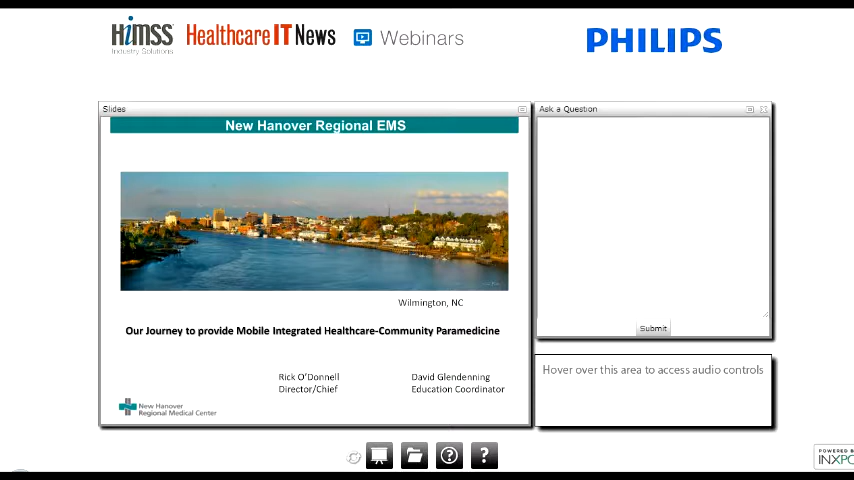 HiMSS
Industry Solutions
Healthcare IT News
Webinars
PHILIPS
Slides
New Hanover Regional EMS
Wilmington, NC
Our Journey to provide Mobile Integrated Healthcare-Community Paramedicine
Rick O'Donnell
Director/Chief
David Glendenning
Education Coordinator
New Hanover
Regional Medical Center
Ask a Question
Submit
Hover over this area to access audio controls
?
?
POWERED B
INXPO